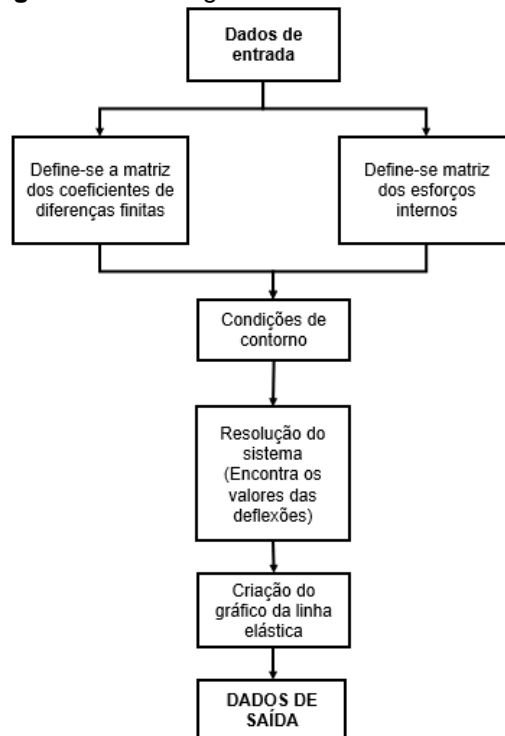 Dados de
entrada
Define-se a matriz
dos coeficientes de
diferenças finitas
Define-se matriz
dos esforços
internos
Condições de
contorno
Resolução do
sistema
(Encontra os
valores das
deflexões)
Criação do
gráfico da linha
elástica
DADOS DE
SAÍDA